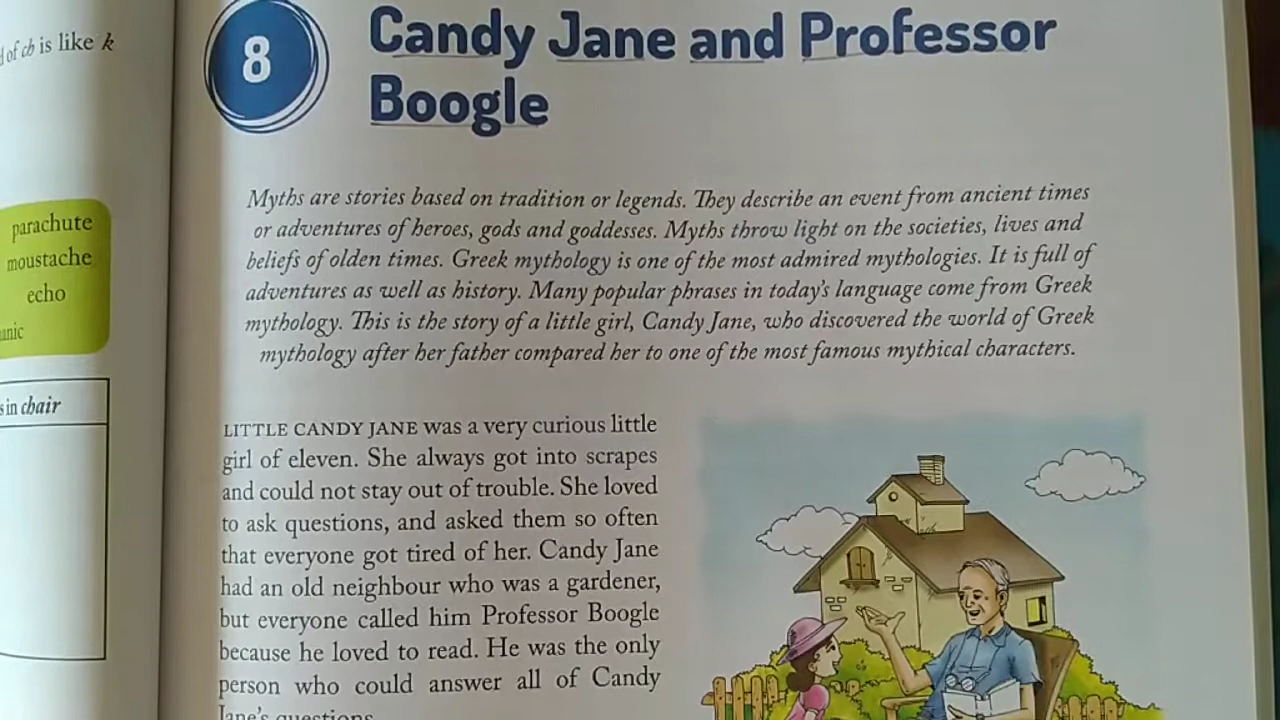 of ch is like k
parachute
moustache
echo
in chair
8
Candy Jane and Professor
Boogle
Myths are stories based on tradition or legends. They describe an event from ancient times
or adventures of heroes, gods and goddesses. Myths throw light on the societies, lives and
beliefs of olden times. Greek mythology is one of the most admired mythologies. It is full of
adventures as well as history. Many popular phrases in today's language come from Greek
mythology. This is the story of a little girl, Candy Jane, who discovered the world of Greek
mythology after her father compared her to one of the most famous mythical characters.
LITTLE CANDY JANE was a very curious little
girl of eleven. She always got into scrapes
and could not stay out of trouble. She loved
to ask questions, and asked them so often
that everyone got tired of her. Candy Jane
had an old neighbour who was a gardener,
but everyone called him Professor Boogle
because he loved to read. He was the only
person who could answer all of Candy
Jane's questions.